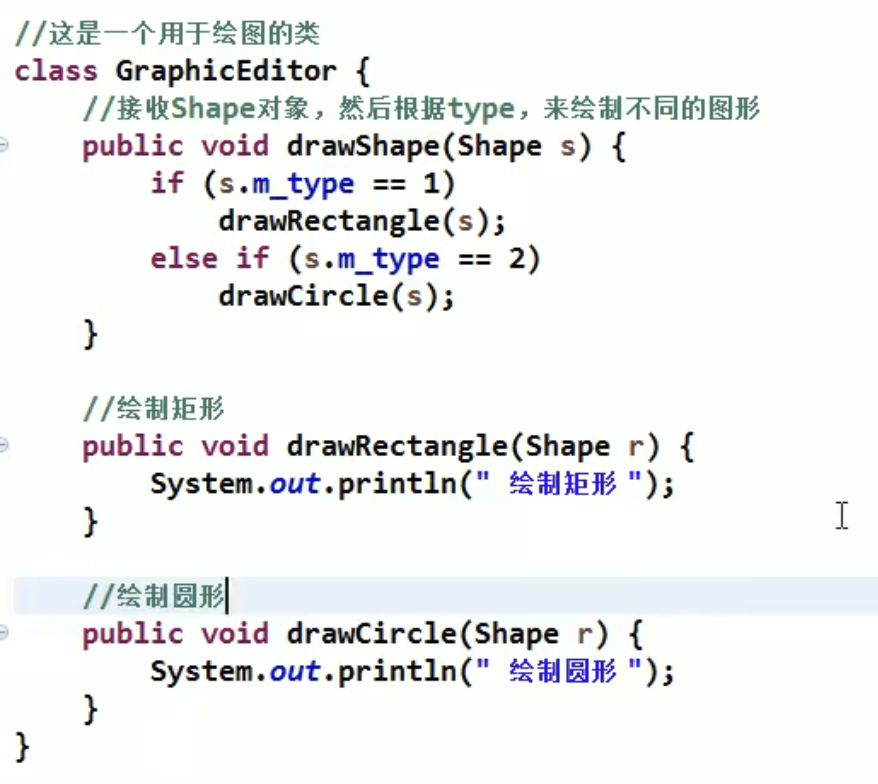 //这是一个用于绘图的类
class GraphicEditor {
//接收Shape对象，然后根据type，来绘制不同的图形
public void drawShape(Shape s) {
if (s.m_type == 1)
drawRectangle(s);
else if (s.m_type == 2)
drawCircle(s);
}
//绘制矩形
public void drawRectangle(Shape r) {
System.out.println(" 绘制矩形 ");
}
//绘制圆形
public void drawCircle(Shape r) {
System.out.println(" 绘制圆形 ");
}
}